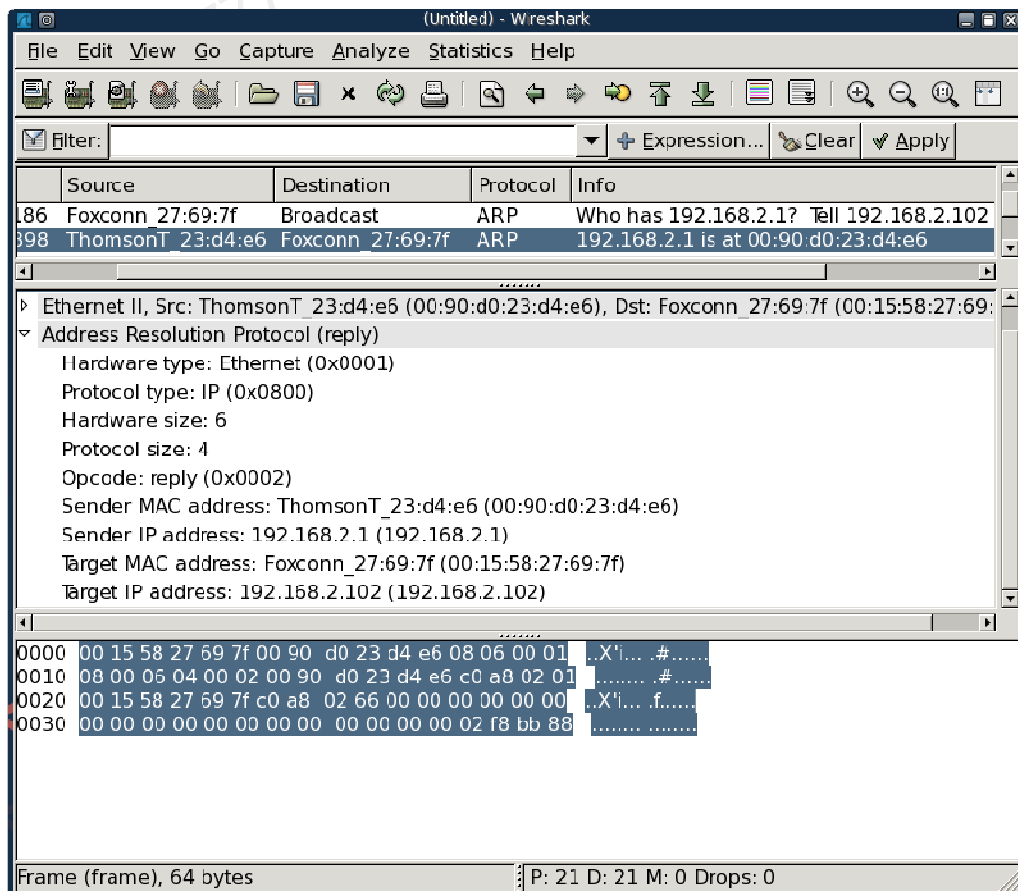 (Untitled) - Wireshark
File Edit View Go Capture Analyze Statistics Help
Filter: Expression... Clear Apply
Source Destination Protocol Info
186 Foxconn_27:69:7f Broadcast ARP Who has 192.168.2.1? Tell 192.168.2.102
398 ThomsonT_23:d4:e6 Foxconn_27:69:7f ARP 192.168.2.1 is at 00:90:d0:23:d4:e6
Ethernet II, Src: ThomsonT_23:d4:e6 (00:90:d0:23:d4:e6), Dst: Foxconn_27:69:7f (00:15:58:27:69:
Address Resolution Protocol (reply)
Hardware type: Ethernet (0x0001)
Protocol type: IP (0x0800)
Hardware size: 6
Protocol size: 4
Opcode: reply (0x0002)
Sender MAC address: ThomsonT_23:d4:e6 (00:90:d0:23:d4:e6)
Sender IP address: 192.168.2.1 (192.168.2.1)
Target MAC address: Foxconn_27:69:7f (00:15:58:27:69:7f)
Target IP address: 192.168.2.102 (192.168.2.102)
0000 00 15 58 27 69 7f 00 90 d0 23 d4 e6 08 06 00 01 ..X'i... .#......
0010 08 00 06 04 00 02 00 90 d0 23 d4 e6 c0 a8 02 01 ........ .#......
0020 00 15 58 27 69 7f c0 a8 02 66 00 00 00 00 00 00 ..X'i... .f......
0030 00 00 00 00 00 00 00 00 00 00 00 00 02 f8 bb 88 ........ ........
Frame (frame), 64 bytes P: 21 D: 21 M: 0 Drops: 0